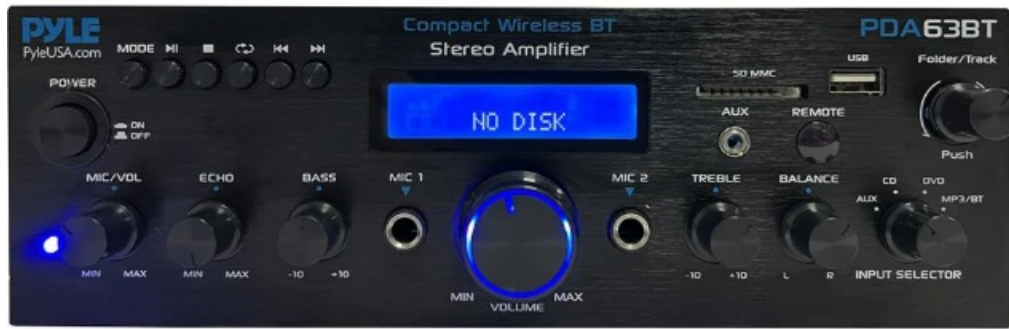 PYLE
PyleUSA.com
Compact Wireless BT
Stereo Amplifier
PDA63BT
MODE
POWER
ON
OFF
NO DISK
SD MMC
USB
Folder/Track
AUX
REMOTE
Push
MIC/VOL
ECHO
BASS
MIC 1
MIC 2
TREBLE
BALANCE
AUX
CD
DVD
MP3/BT
MIN MAX
MIN MAX
-10 +10
MIN MAX
VOLUME
-10 +10
L R
INPUT SELECTOR